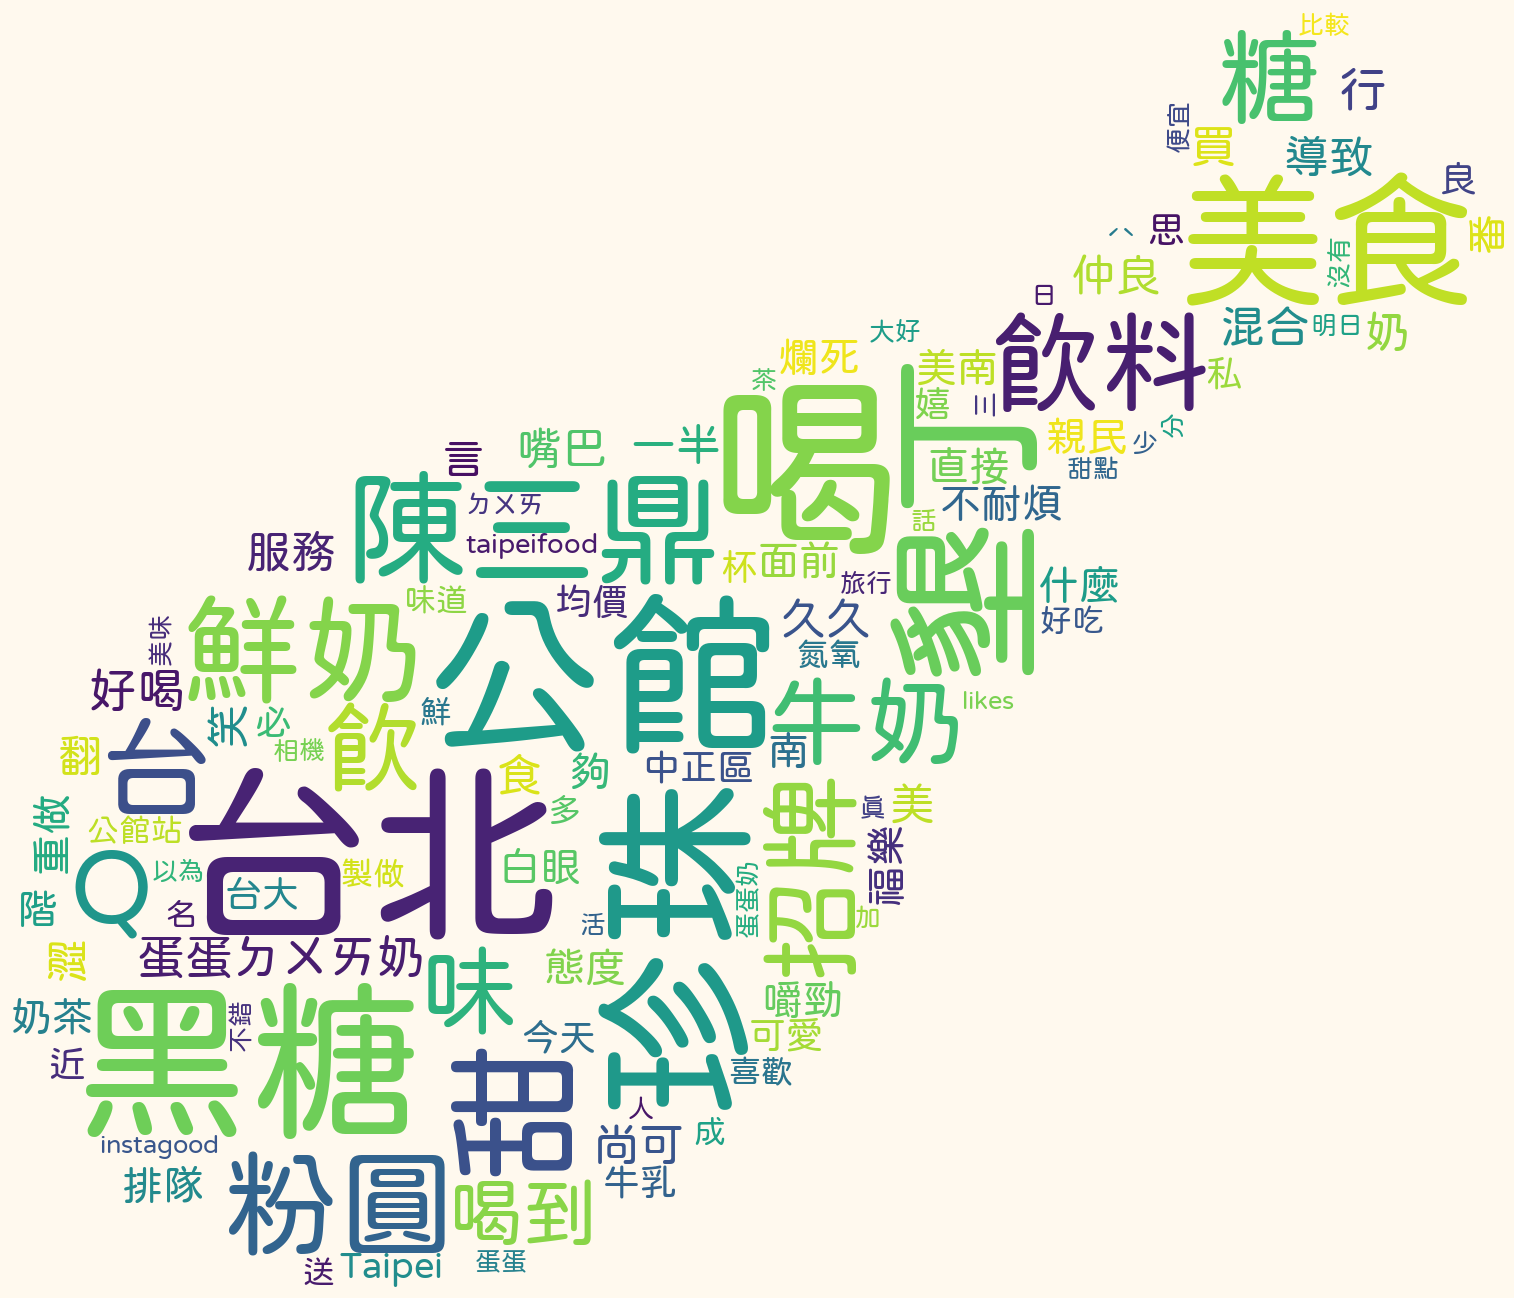 比較
糖
行
便宜
買
導致
良
美食
番
思
ㄟ
沒有
仲良
日
飲料
混合
明日
奶
大好
爛死
美南
私
茶
嬉
三
喝
下
親民
少
分
言
嘴巴
一半
直接
甜點
陳三鼎
ㄉㄨㄞ
不耐煩
話
服務
taipeifood
杯
面前
旅行
什麼
味道
均價
好吃
美味
鮮奶
公館
久久
氮氧
好喝
鮮
牛奶
likes
笑
必
飲
翻
台
相機
食
夠
中正區
南
重做
公館站
台北
多
珍珠
招牌
眞
美
福樂
Q
以為
台大
製做
白眼
階
名
活
蛋蛋奶
加
澀
蛋蛋ㄉㄨㄞ奶
味
態度
嚼勁
奶茶
黑糖
不錯
今天
可愛
近
喜歡
甜
人
成
instagood
尚可
排隊
粉圓
牛乳
喝到
送
Taipei
蛋蛋